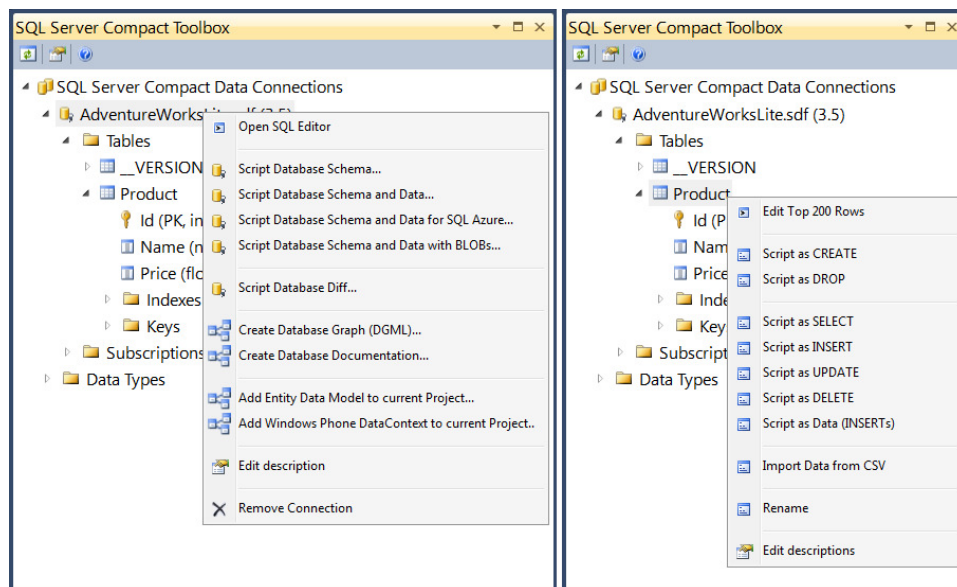 SQL Server Compact Toolbox
SQL Server Compact Data Connections
AdventureWorksLite.sdf (3.5)
Tables
__VERSION
Product
Id (PK, in
Name (n
Price (flo
Indexes
Keys
Subscriptions
Data Types
Open SQL Editor
Script Database Schema...
Script Database Schema and Data...
Script Database Schema and Data for SQL Azure...
Script Database Schema and Data with BLOBs...
Script Database Diff...
Create Database Graph (DGML)...
Create Database Documentation...
Add Entity Data Model to current Project...
Add Windows Phone DataContext to current Project..
Edit description
Remove Connection
SQL Server Compact Toolbox
SQL Server Compact Data Connections
AdventureWorksLite.sdf (3.5)
Tables
__VERSION
Product
Id (P
Nam
Price
Inde
Key
Subscript
Data Types
Edit Top 200 Rows
Script as CREATE
Script as DROP
Script as SELECT
Script as INSERT
Script as UPDATE
Script as DELETE
Script as Data (INSERTs)
Import Data from CSV
Rename
Edit descriptions